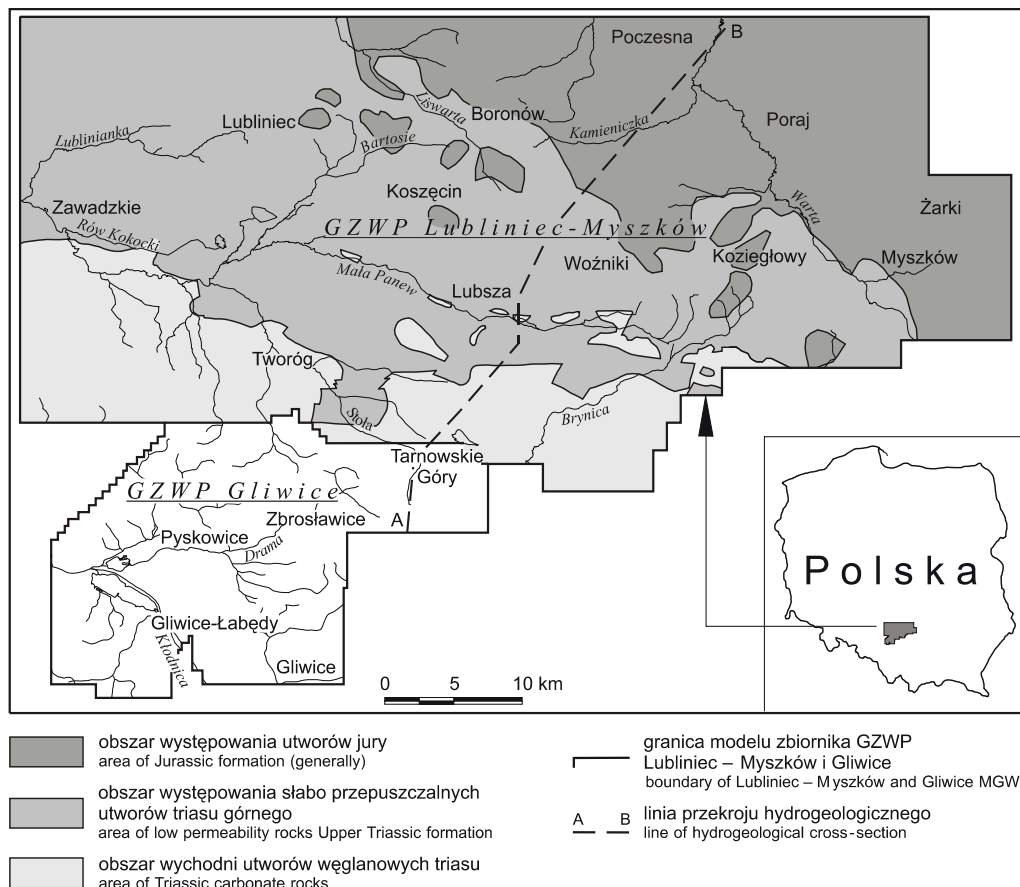 Poczesna
B
Lubliniec
Liswarta
Boronów
Kamieniczka
Poraj
Lublinianka
Bartosie
Koszęcin
Zawadzkie
Rów Kokocki
GZWP Lubliniec-Myszków
Warta
Żarki
Mała Panew
Woźniki
Koziegłowy
Myszków
Lubsza
Tworóg
Stoła
Brynica
Tarnowskie
Góry
GZWP Gliwice
Zbrosławice
A
Pyskowice
Drama
Polska
Gliwice-Łabędy
Kłodnica
Gliwice
0 5 10 km
obszar występowania utworów jury
area of Jurassic formation (generally)
obszar występowania słabo przepuszczalnych
utworów triasu górnego
area of low permeability rocks Upper Triassic formation
obszar wychodni utworów węglanowych triasu
area of Triassic carbonate rocks
granica modelu zbiornika GZWP
Lubliniec – Myszków i Gliwice
boundary of Lubliniec – Myszków and Gliwice MGW
A B linia przekroju hydrogeologicznego
line of hydrogeological cross-section